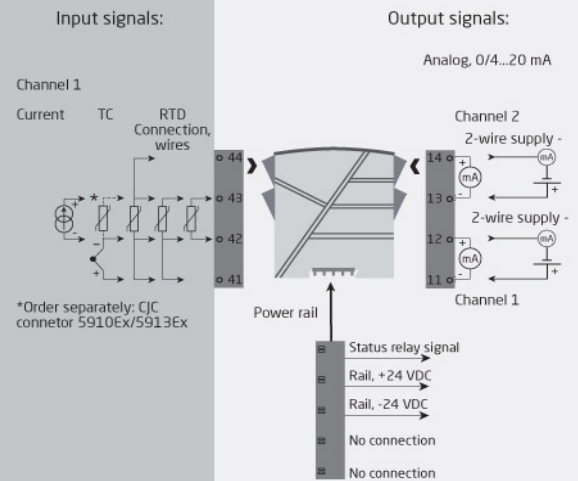 Input signals:
Output signals:
Analog, 0/4...20 mA
Channel 1
Current
TC
RTD
Connection,
wires
*
-
+
+
-
44
43
42
41
*Order separately: CJC
connetor 5910Ex/5913Ex
Channel 2
2-wire supply -
14
+
mA
mA
-
13
+
2-wire supply -
12
+
mA
mA
-
11
+
Channel 1
Power rail
Status relay signal
Rail, +24 VDC
Rail, -24 VDC
No connection
No connection